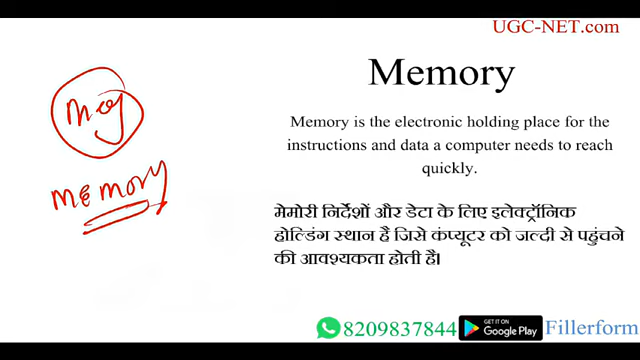 UGC-NET.com
Memory
Memory is the electronic holding place for the
instructions and data a computer needs to reach
quickly.
मेमोरी निर्देशों और डेटा के लिए इलेक्ट्रॉनिक
होल्डिंग स्थान है जिसे कंप्यूटर को जल्दी से पहुंचने
की आवश्यकता होती है।
memory
8209837844 GET IT ON Google Play Fillerform